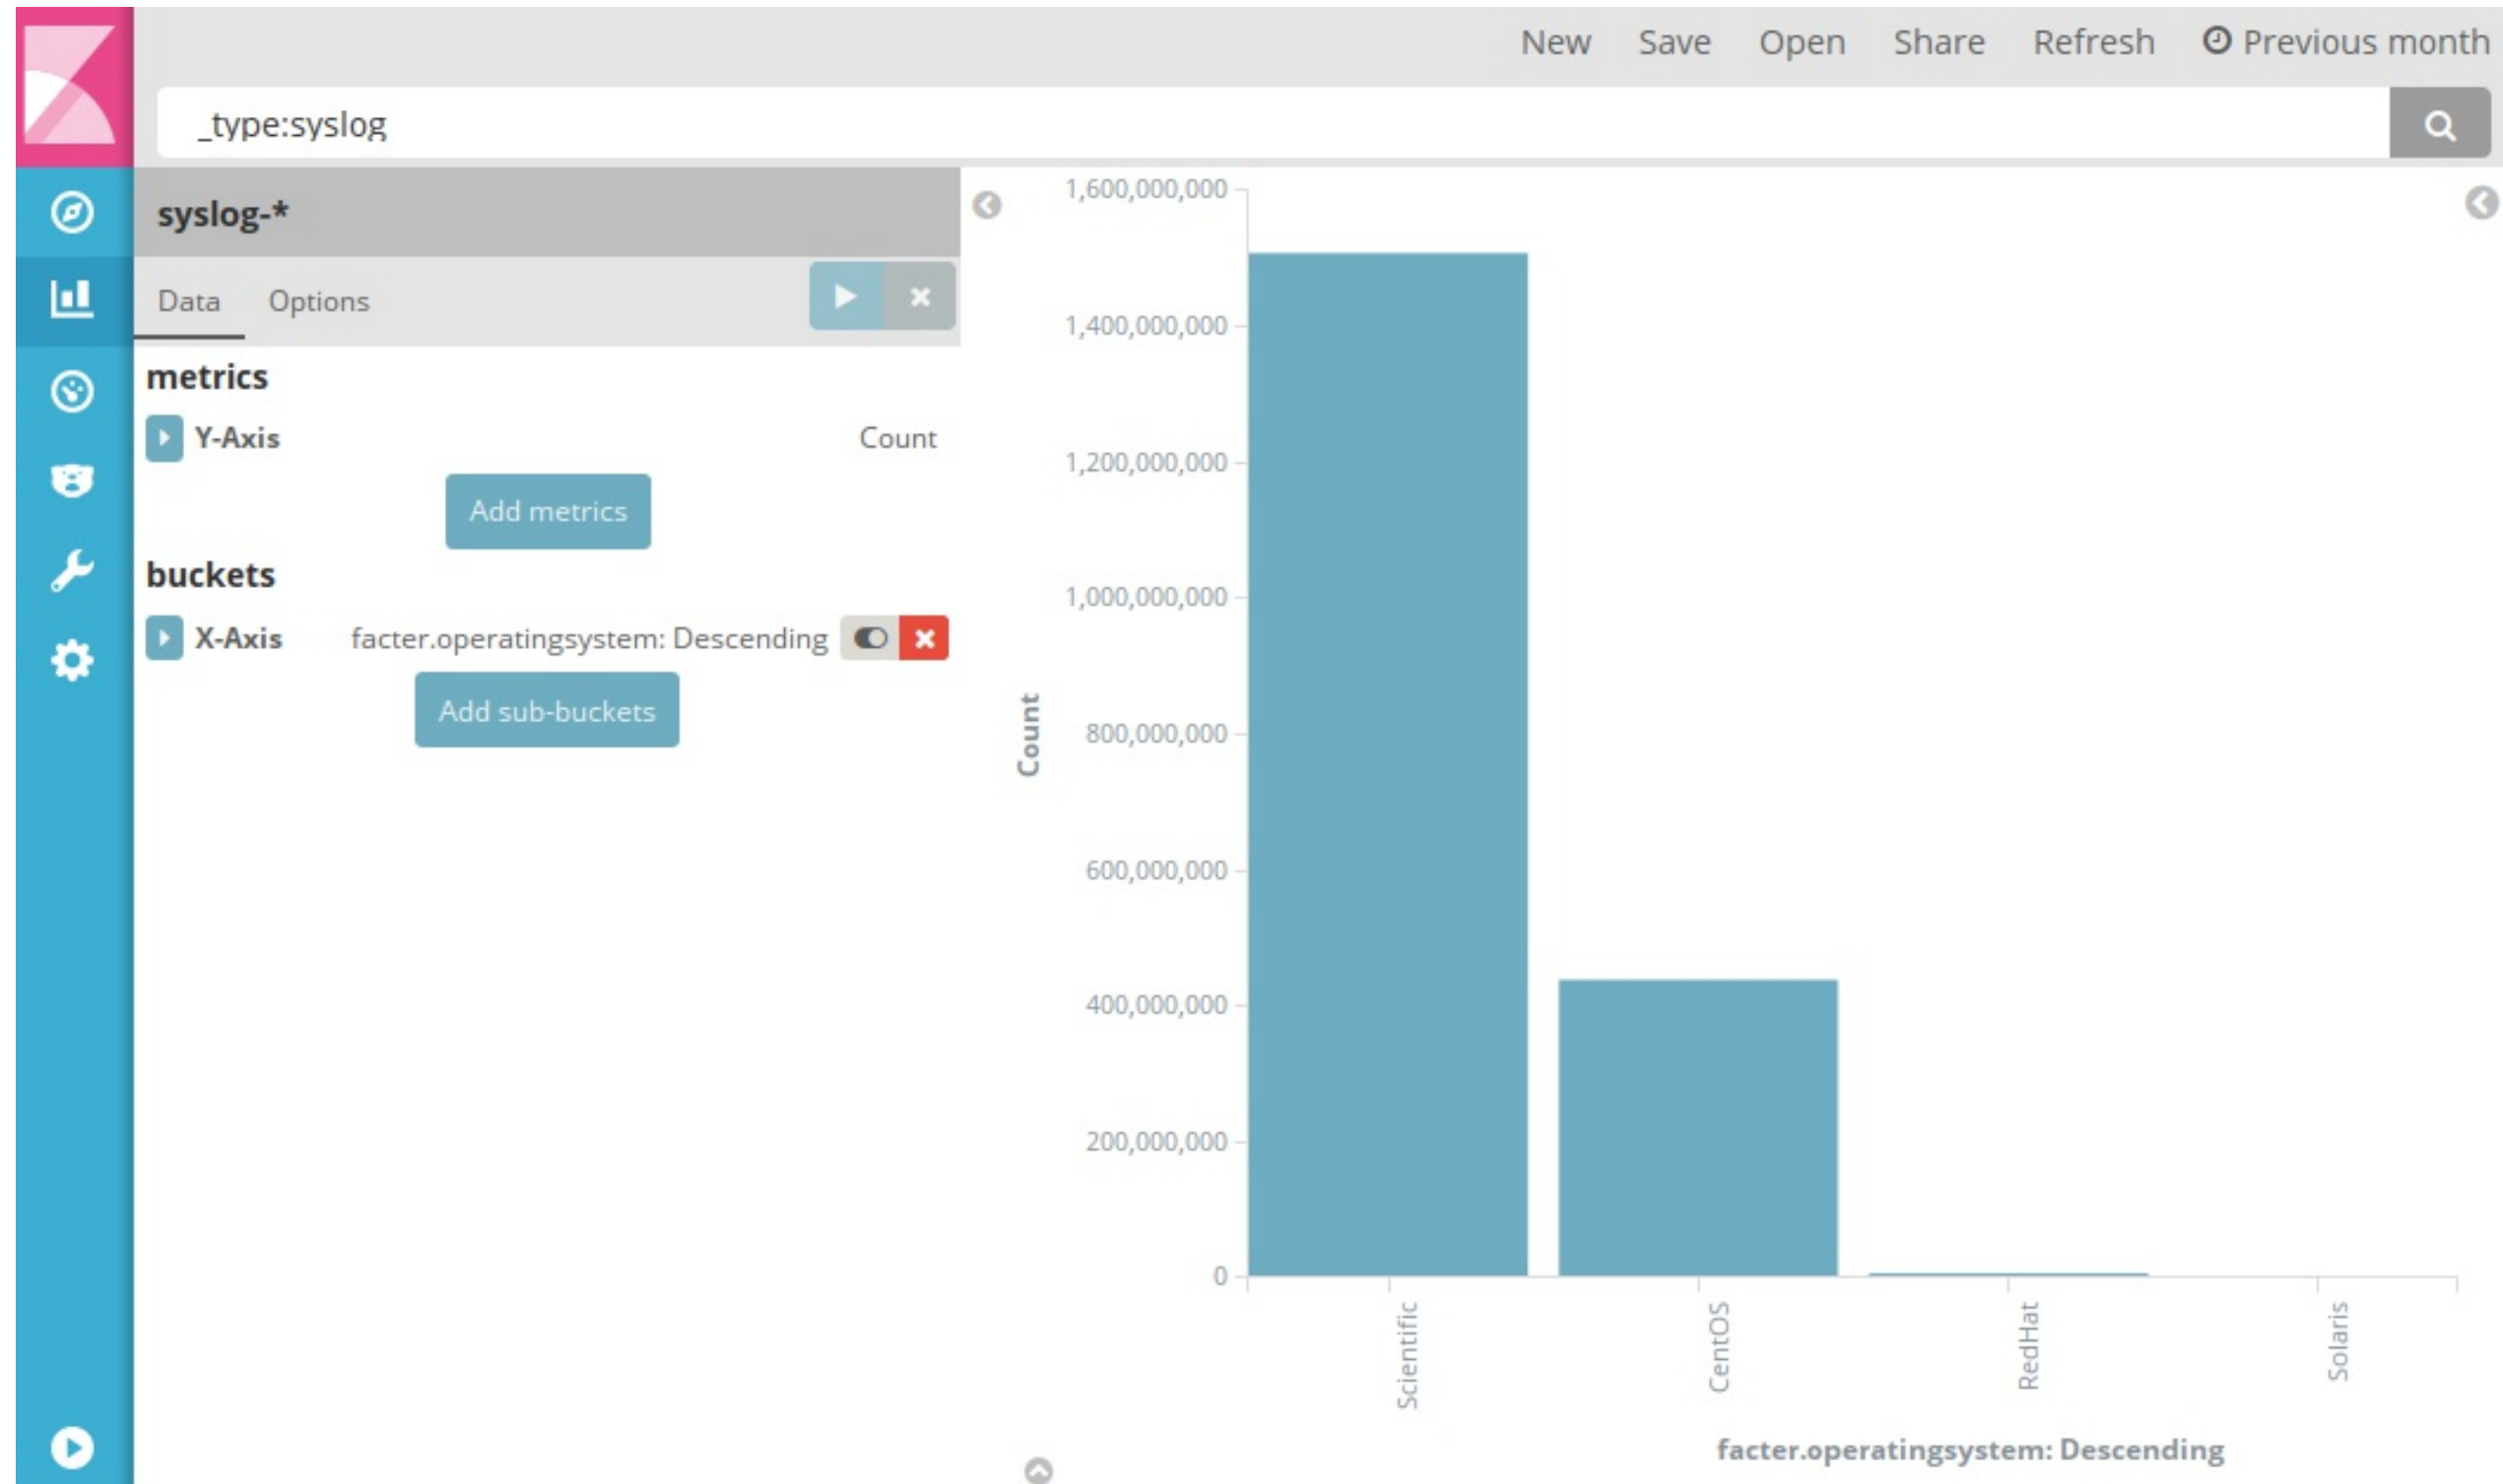 New Save Open Share Refresh Previous month
_type:syslog
syslog-*
Data Options
metrics
Y-Axis Count
Add metrics
buckets
X-Axis facter.operatingsystem: Descending
Add sub-buckets
Count
1,600,000,000
1,400,000,000
1,200,000,000
1,000,000,000
800,000,000
600,000,000
400,000,000
200,000,000
0
Scientific
CentOS
RedHat
Solaris
facter.operatingsystem: Descending